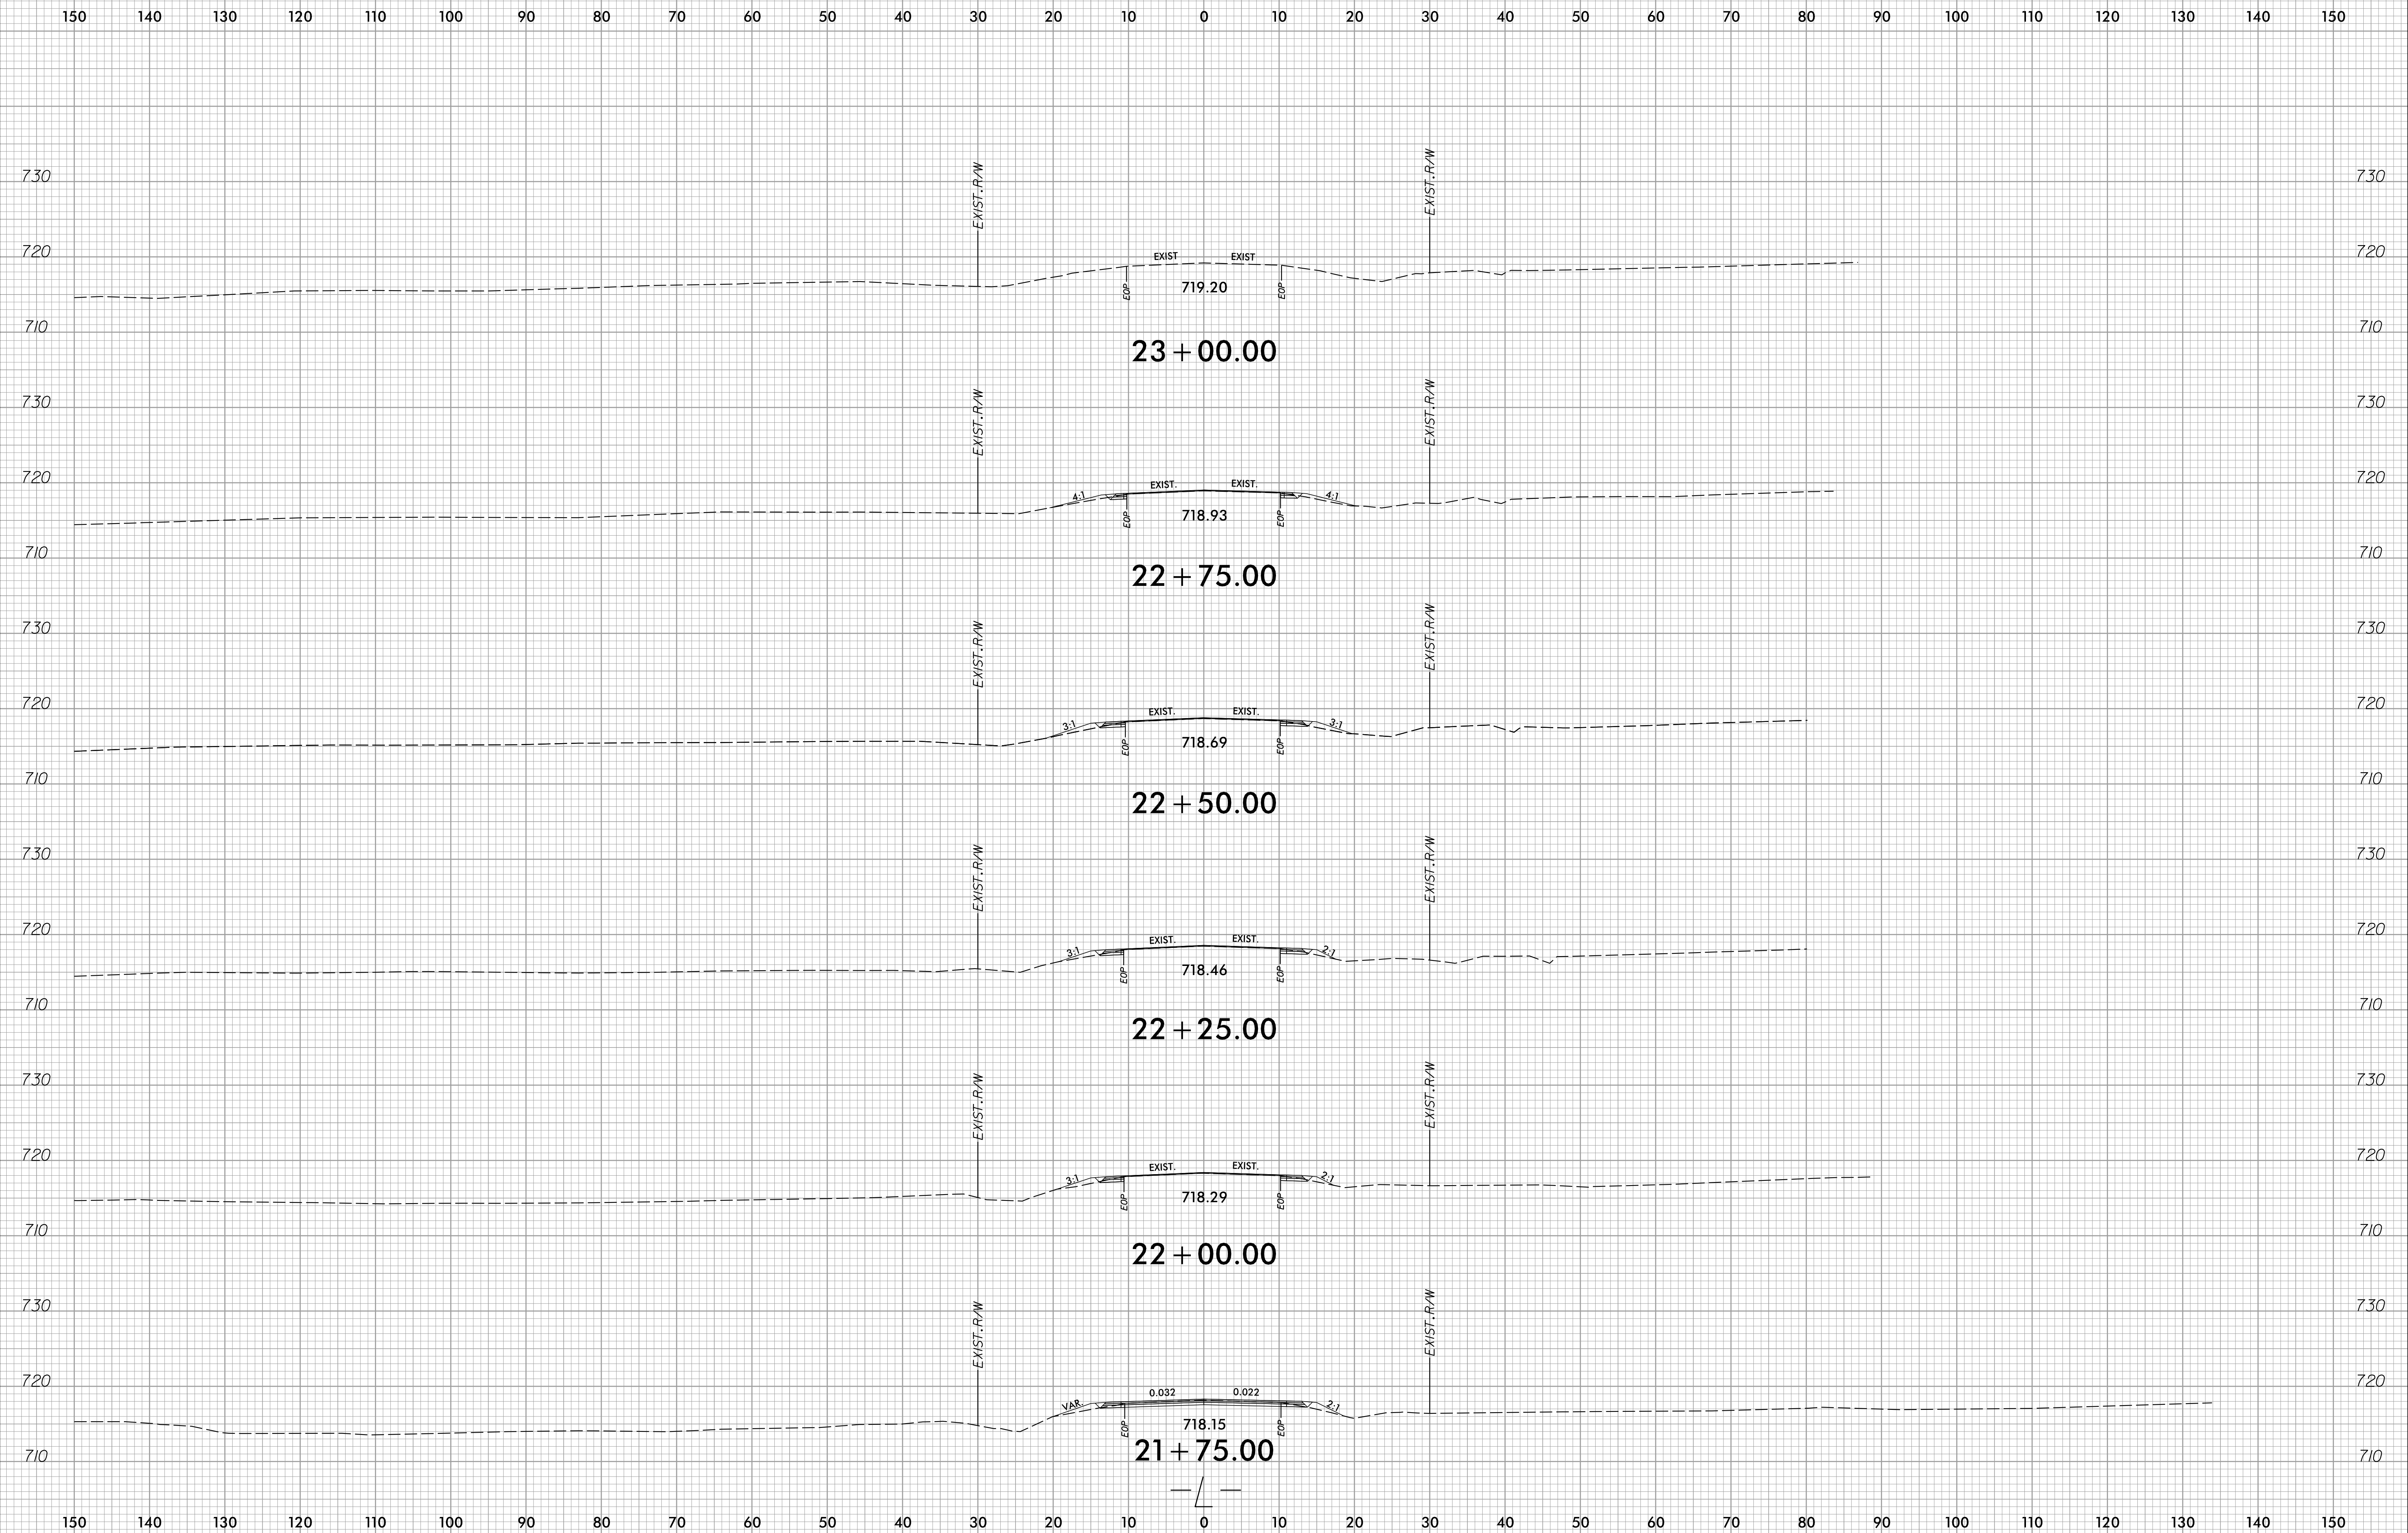 150 140 130 120 110 100 90 80 70 60 50 40 30 20 10 0 10 20 30 40 50 60 70 80 90 100 110 120 130 140 150
EXIST.R/W EXIST.R/W
730 730
720 EXIST EXIST 720
EOP 719.20 EOP
710 710
23+00.00
EXIST.R/W EXIST.R/W
730 730
720 720
4:1 EXIST. EXIST. 4:1
EOP 718.93 EOP
710 710
22+75.00
EXIST.R/W EXIST.R/W
730 730
720 720
3:1 EXIST. EXIST. 3:1
EOP 718.69 EOP
710 710
22+50.00
EXIST.R/W EXIST.R/W
730 730
720 720
3:1 EXIST. EXIST. 2:1
EOP 718.46 EOP
710 710
22+25.00
EXIST.R/W EXIST.R/W
730 730
720 720
3:1 EXIST. EXIST. 2:1
EOP 718.29 EOP
710 710
22+00.00
EXIST.R/W EXIST.R/W
730 730
720 720
VAR. 0.032 0.022 2:1
EOP 718.15 EOP
710 710
21+75.00
-L-
150 140 130 120 110 100 90 80 70 60 50 40 30 20 10 0 10 20 30 40 50 60 70 80 90 100 110 120 130 140 150